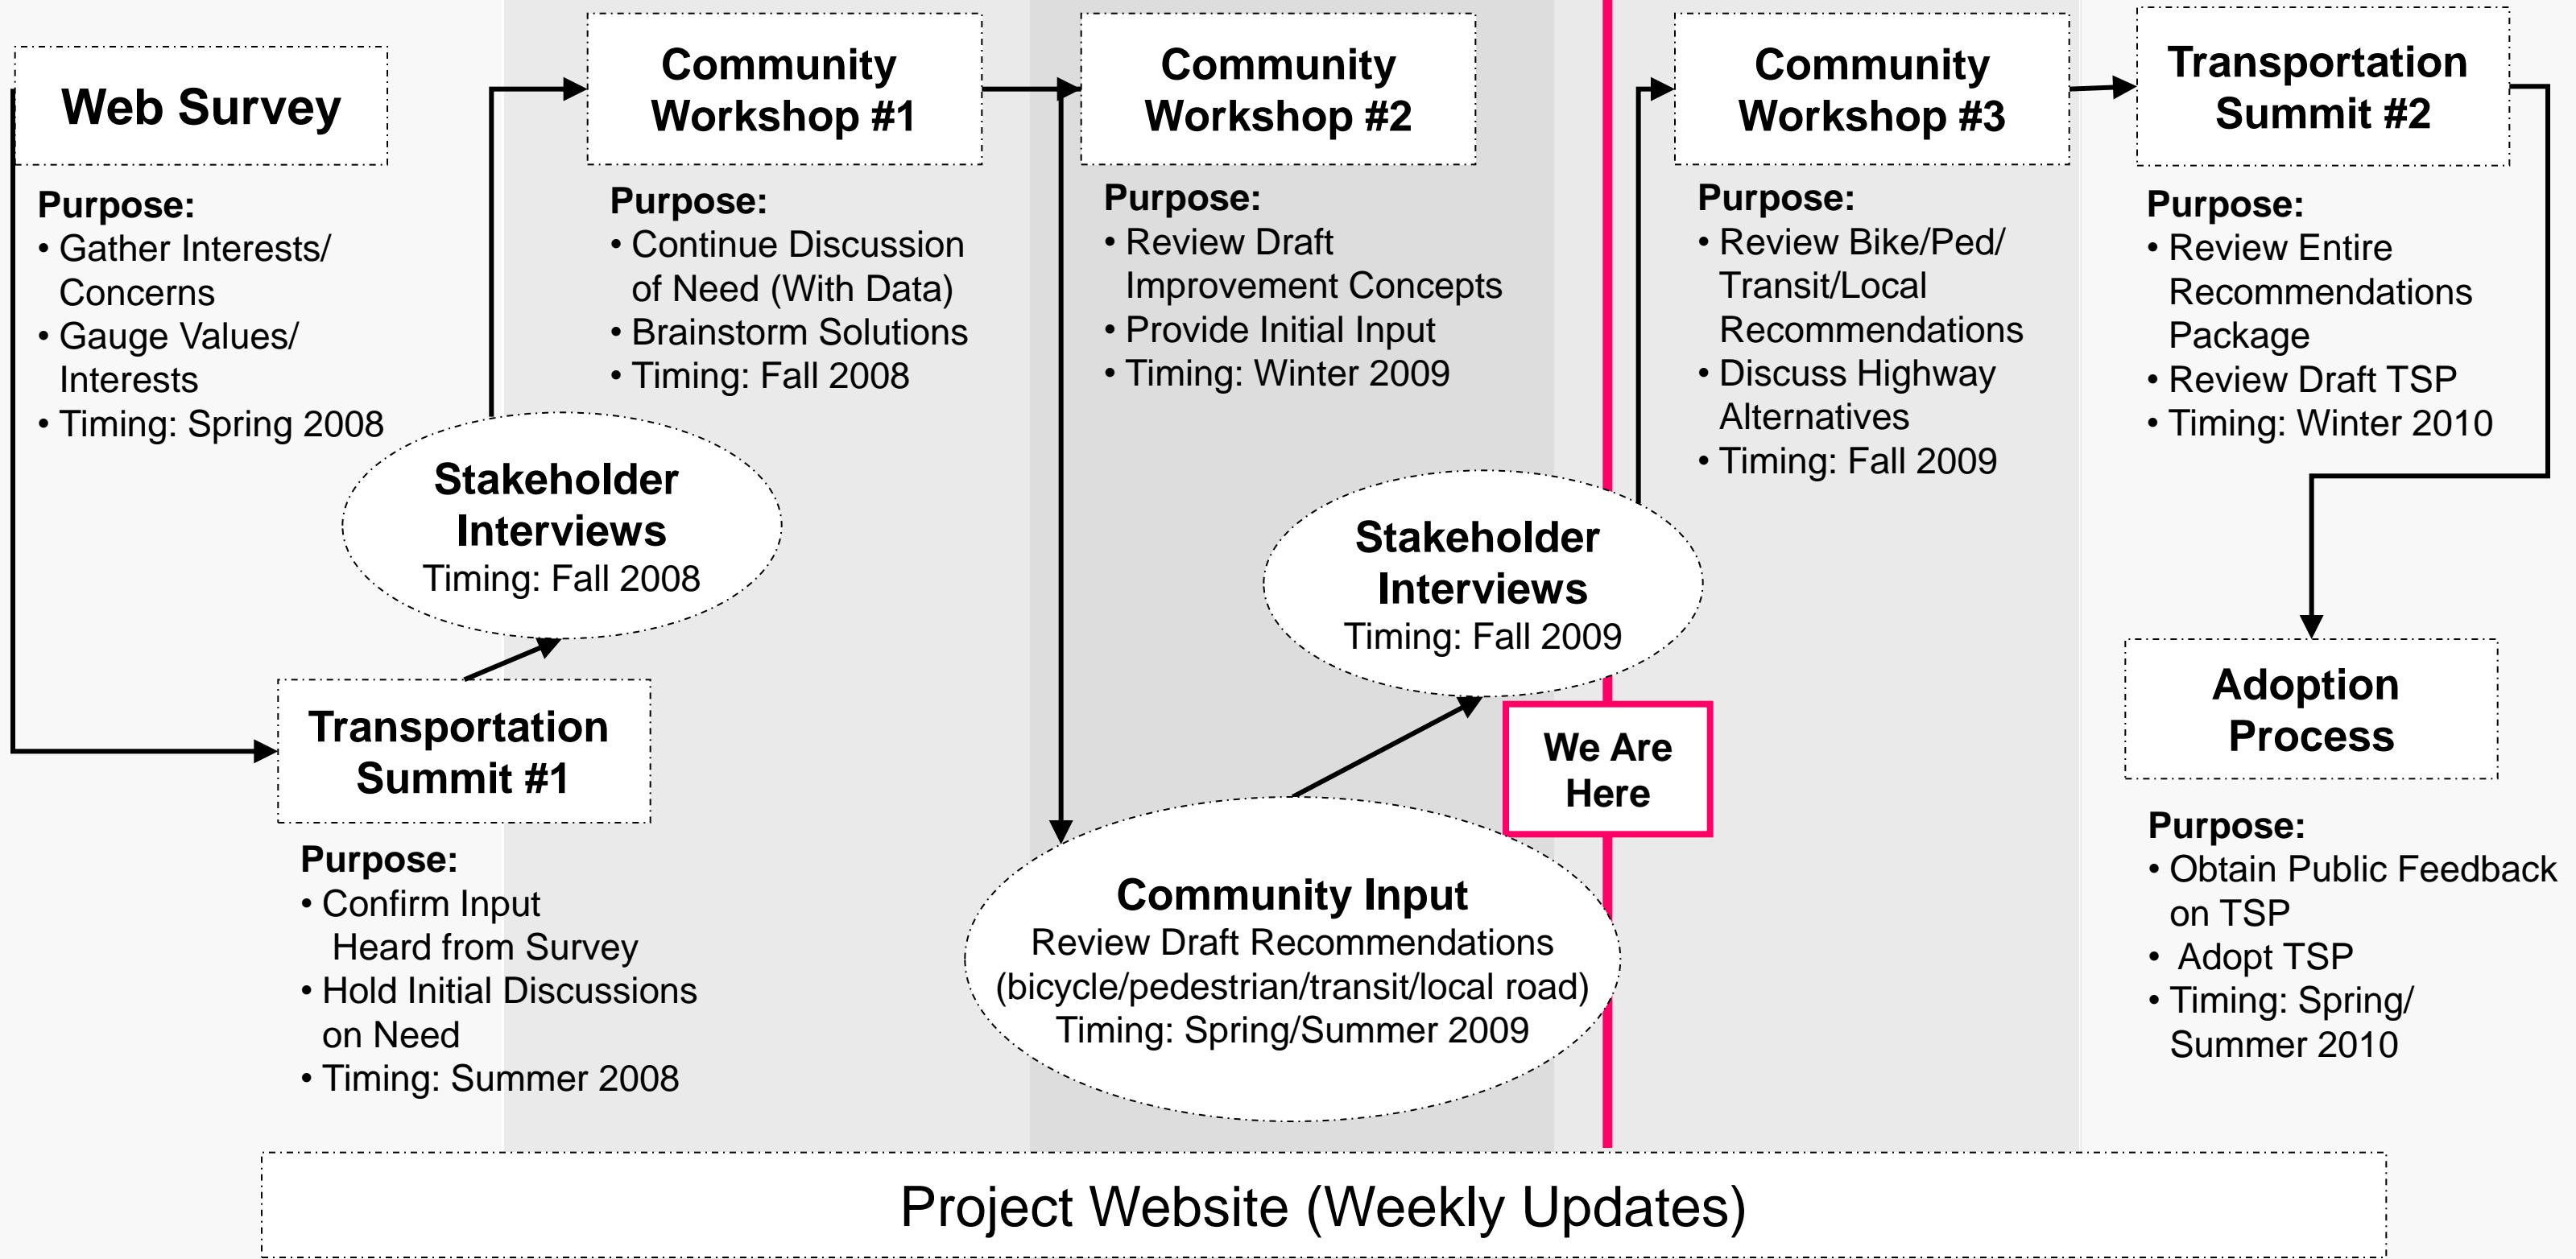 Web Survey
Purpose:
• Gather Interests/
Concerns
• Gauge Values/
Interests
• Timing: Spring 2008
Transportation
Summit #1
Purpose:
• Confirm Input
Heard from Survey
• Hold Initial Discussions
on Need
• Timing: Summer 2008
Stakeholder
Interviews
Timing: Fall 2008
Community
Workshop #1
Purpose:
• Continue Discussion
of Need (With Data)
• Brainstorm Solutions
• Timing: Fall 2008
Community
Workshop #2
Purpose:
• Review Draft
Improvement Concepts
• Provide Initial Input
• Timing: Winter 2009
Community Input
Review Draft Recommendations
(bicycle/pedestrian/transit/local road)
Timing: Spring/Summer 2009
Stakeholder
Interviews
Timing: Fall 2009
We Are
Here
Community
Workshop #3
Purpose:
• Review Bike/Ped/
Transit/Local
Recommendations
• Discuss Highway
Alternatives
• Timing: Fall 2009
Transportation
Summit #2
Purpose:
• Review Entire
Recommendations
Package
• Review Draft TSP
• Timing: Winter 2010
Adoption
Process
Purpose:
• Obtain Public Feedback
on TSP
• Adopt TSP
• Timing: Spring/
Summer 2010
Project Website (Weekly Updates)